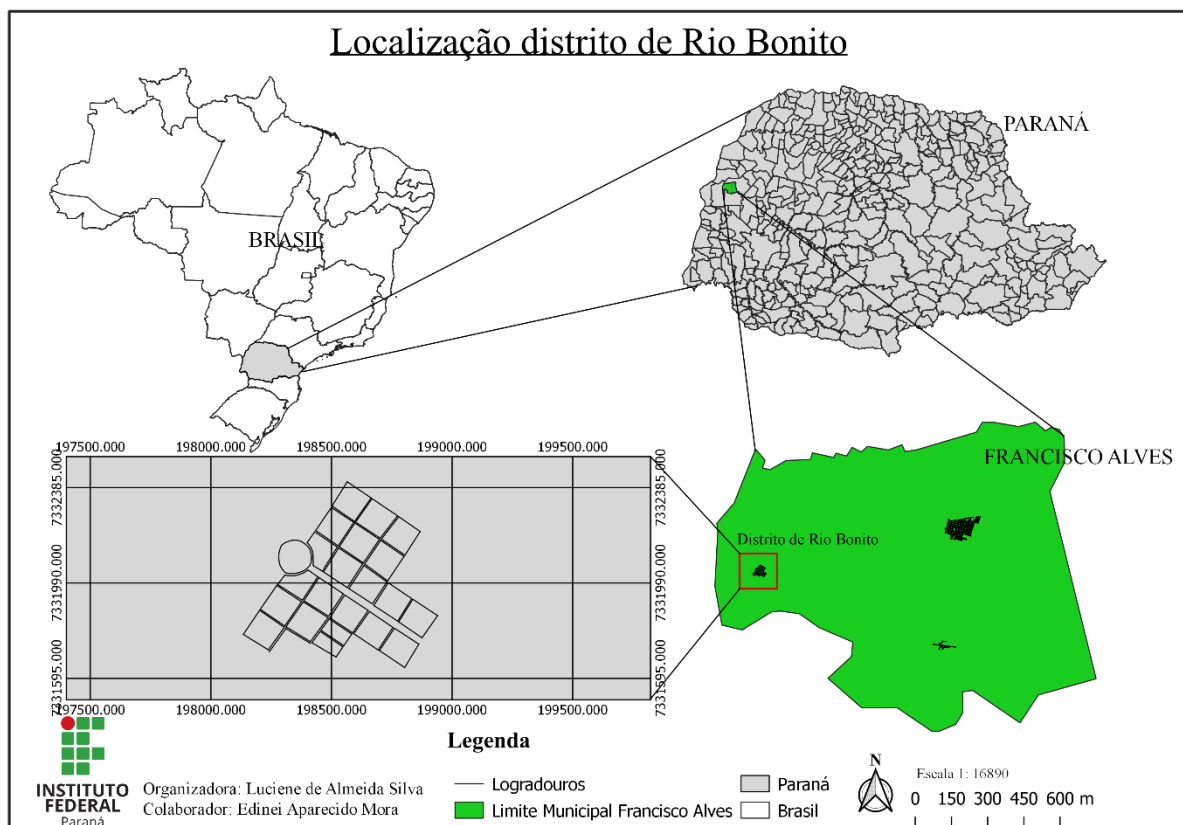 Localização distrito de Rio Bonito
BRASIL
PARANÁ
FRANCISCO ALVES
Distrito de Rio Bonito
197500.000 198000.000 198500.000 199000.000 199500.000
7332385.000 7332385.000
7331990.000 7331990.000
7331595.000 7331595.000
197500.000 198000.000 198500.000 199000.000 199500.000
Legenda
INSTITUTO
FEDERAL
Paraná
Organizadora: Luciene de Almeida Silva
Colaborador: Edinei Aparecido Mora
Logradouros
Limite Municipal Francisco Alves
Paraná
Brasil
N
Escala 1: 16890
0 150 300 450 600 m